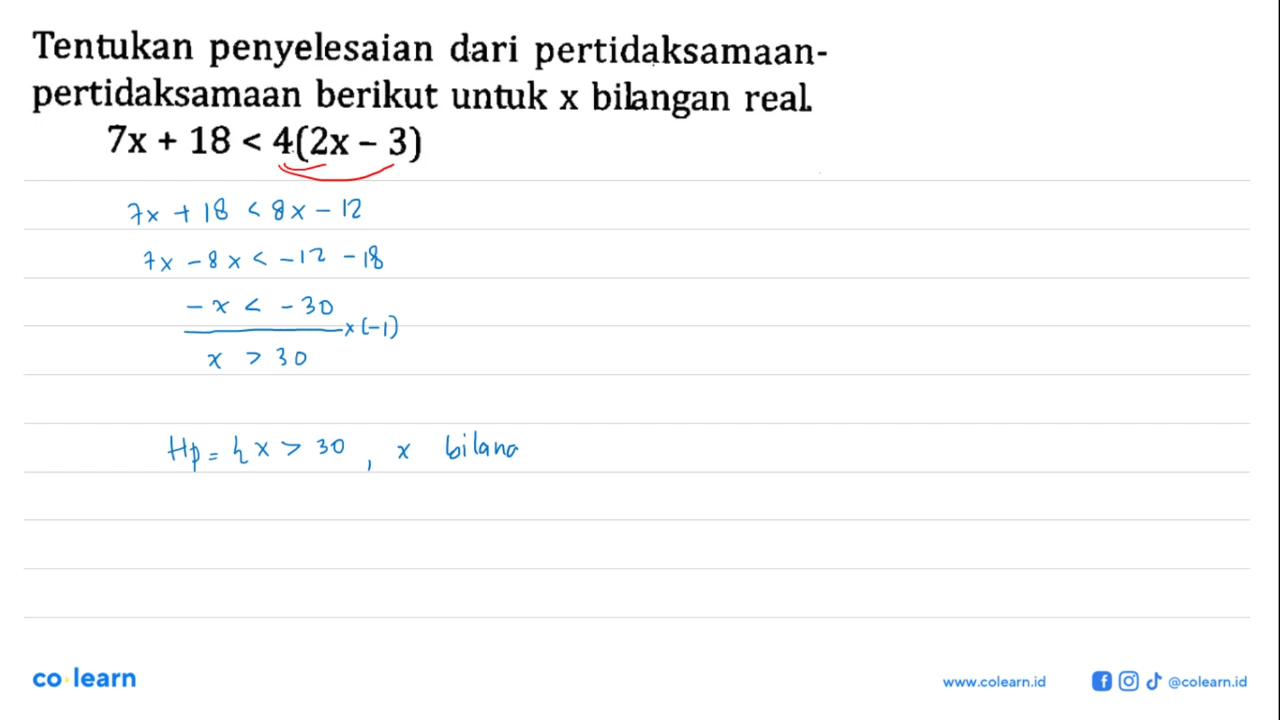 Tentukan penyelesaian dari pertidaksamaan-
pertidaksamaan berikut untuk x bilangan real.
7x + 18 < 4(2x - 3)
7x + 18 < 8x - 12
7x - 8x < -12 - 18
-x < -30
x (-1)
x > 30
Hp = { x > 30 , x bilang
co learn
www.colearn.id
@colearn.id